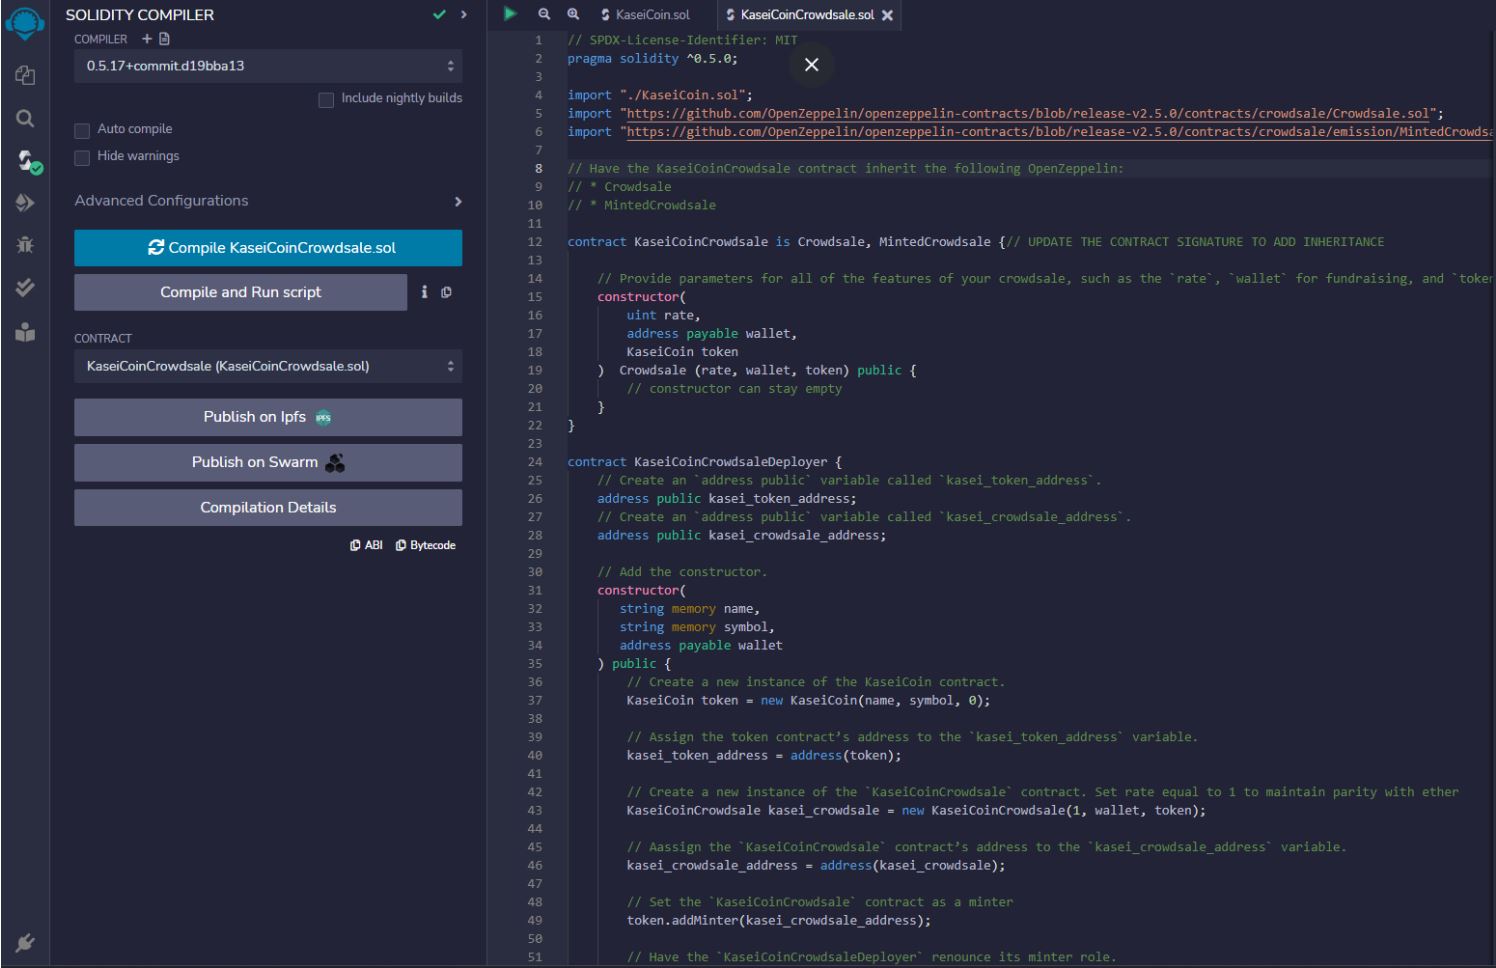 SOLIDITY COMPILER
COMPILER +
0.5.17+commit.d19bba13
Include nightly builds
Auto compile
Hide warnings
Advanced Configurations
Compile KaseiCoinCrowdsale.sol
Compile and Run script
CONTRACT
KaseiCoinCrowdsale (KaseiCoinCrowdsale.sol)
Publish on Ipfs IPFS
Publish on Swarm
Compilation Details
ABI Bytecode
KaseiCoin.sol KaseiCoinCrowdsale.sol
1 // SPDX-License-Identifier: MIT
2 pragma solidity ^0.5.0;
3
4 import "./KaseiCoin.sol";
5 import "https://github.com/OpenZeppelin/openzeppelin-contracts/blob/release-v2.5.0/contracts/crowdsale/Crowdsale.sol";
6 import "https://github.com/OpenZeppelin/openzeppelin-contracts/blob/release-v2.5.0/contracts/crowdsale/emission/MintedCrowdsa
7
8 // Have the KaseiCoinCrowdsale contract inherit the following OpenZeppelin:
9 // * Crowdsale
10 // * MintedCrowdsale
11
12 contract KaseiCoinCrowdsale is Crowdsale, MintedCrowdsale {// UPDATE THE CONTRACT SIGNATURE TO ADD INHERITANCE
13
14 // Provide parameters for all of the features of your crowdsale, such as the `rate`, `wallet` for fundraising, and `token
15 constructor(
16 uint rate,
17 address payable wallet,
18 KaseiCoin token
19 ) Crowdsale (rate, wallet, token) public {
20 // constructor can stay empty
21 }
22 }
23
24 contract KaseiCoinCrowdsaleDeployer {
25 // Create an `address public` variable called `kasei_token_address`.
26 address public kasei_token_address;
27 // Create an `address public` variable called `kasei_crowdsale_address`.
28 address public kasei_crowdsale_address;
29
30 // Add the constructor.
31 constructor(
32 string memory name,
33 string memory symbol,
34 address payable wallet
35 ) public {
36 // Create a new instance of the KaseiCoin contract.
37 KaseiCoin token = new KaseiCoin(name, symbol, 0);
38
39 // Assign the token contract’s address to the `kasei_token_address` variable.
40 kasei_token_address = address(token);
41
42 // Create a new instance of the `KaseiCoinCrowdsale` contract. Set rate equal to 1 to maintain parity with ether
43 KaseiCoinCrowdsale kasei_crowdsale = new KaseiCoinCrowdsale(1, wallet, token);
44
45 // Aassign the `KaseiCoinCrowdsale` contract’s address to the `kasei_crowdsale_address` variable.
46 kasei_crowdsale_address = address(kasei_crowdsale);
47
48 // Set the `KaseiCoinCrowdsale` contract as a minter
49 token.addMinter(kasei_crowdsale_address);
50
51 // Have the `KaseiCoinCrowdsaleDeployer` renounce its minter role.